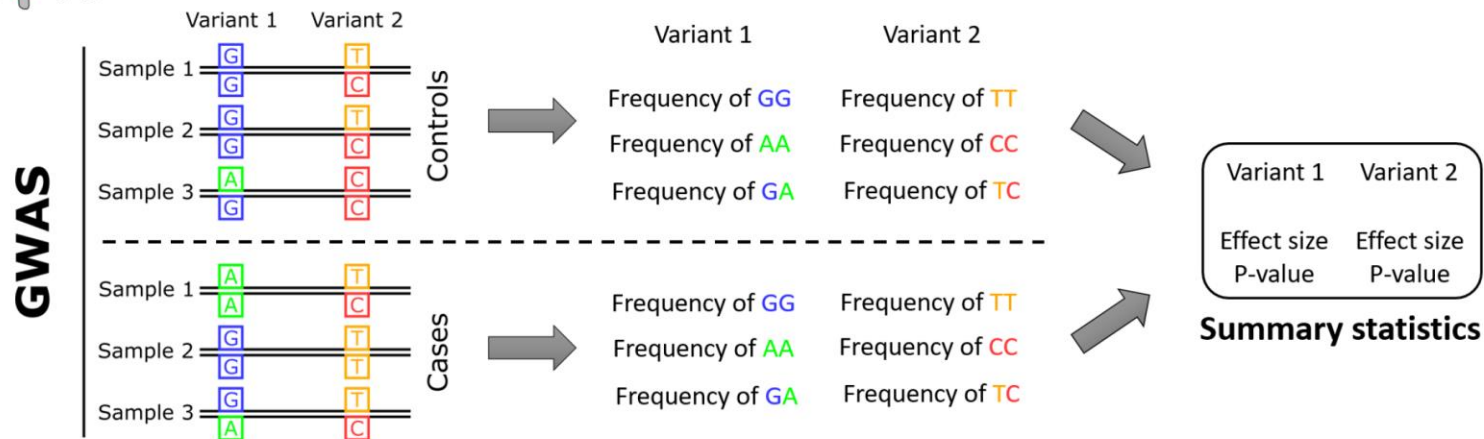 GWAS
Variant 1 Variant 2
Sample 1 G T
G C
Sample 2 G T
G C
Sample 3 A C
G C
Controls
Variant 1 Variant 2
Frequency of GG Frequency of TT
Frequency of AA Frequency of CC
Frequency of GA Frequency of TC
Sample 1 A T
A C
Sample 2 G T
G T
Sample 3 G T
A C
Cases
Frequency of GG Frequency of TT
Frequency of AA Frequency of CC
Frequency of GA Frequency of TC
Variant 1 Variant 2
Effect size Effect size
P-value P-value
Summary statistics